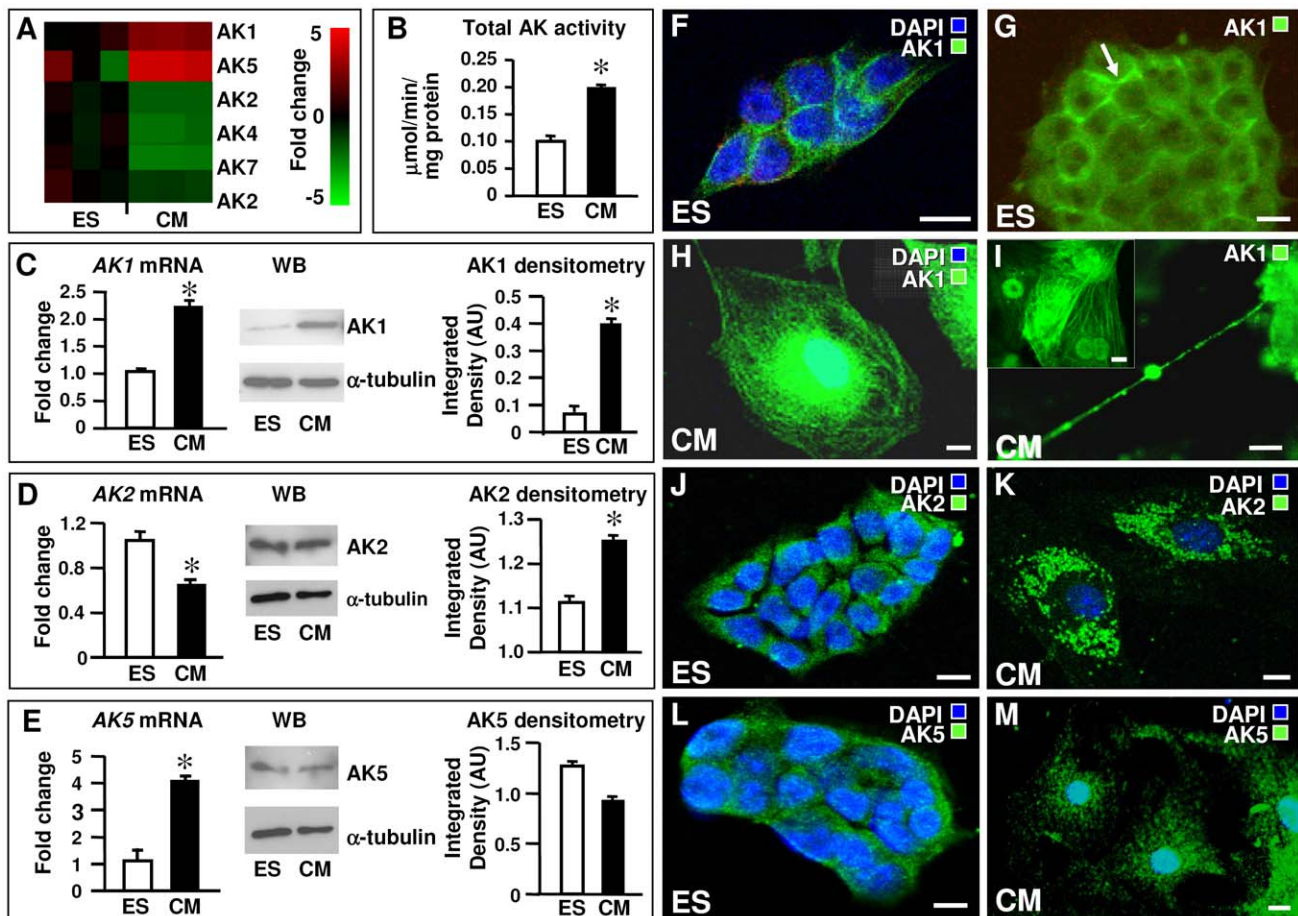 A
AK1
AK5
AK2
AK4
AK7
AK2
ES CM
5
0
-5
Fold change
B
Total AK activity
μmol/min/
mg protein
0.20
0.15
0.10
0.05
0
*
ES CM
C
AK1 mRNA WB AK1 densitometry
Fold change
2.5
2.0
1.5
1.0
0
*
ES CM
AK1
α-tubulin
ES CM
Integrated
Density (AU)
0.5
0.4
0.3
0.2
0.1
0
*
ES CM
D
AK2 mRNA WB AK2 densitometry
Fold change
1.2
0.8
0.4
0
*
ES CM
AK2
α-tubulin
ES CM
Integrated
Density (AU)
1.3
1.2
1.1
1.0
*
ES CM
E
AK5 mRNA WB AK5 densitometry
Fold change
5
4
3
2
1
0
*
ES CM
AK5
α-tubulin
ES CM
Integrated
Density (AU)
1.5
1.0
0.5
0
ES CM
F
DAPI
AK1
ES
G
AK1
ES
H
DAPI
AK1
CM
I
AK1
CM
J
DAPI
AK2
ES
K
DAPI
AK2
CM
L
DAPI
AK5
ES
M
DAPI
AK5
CM